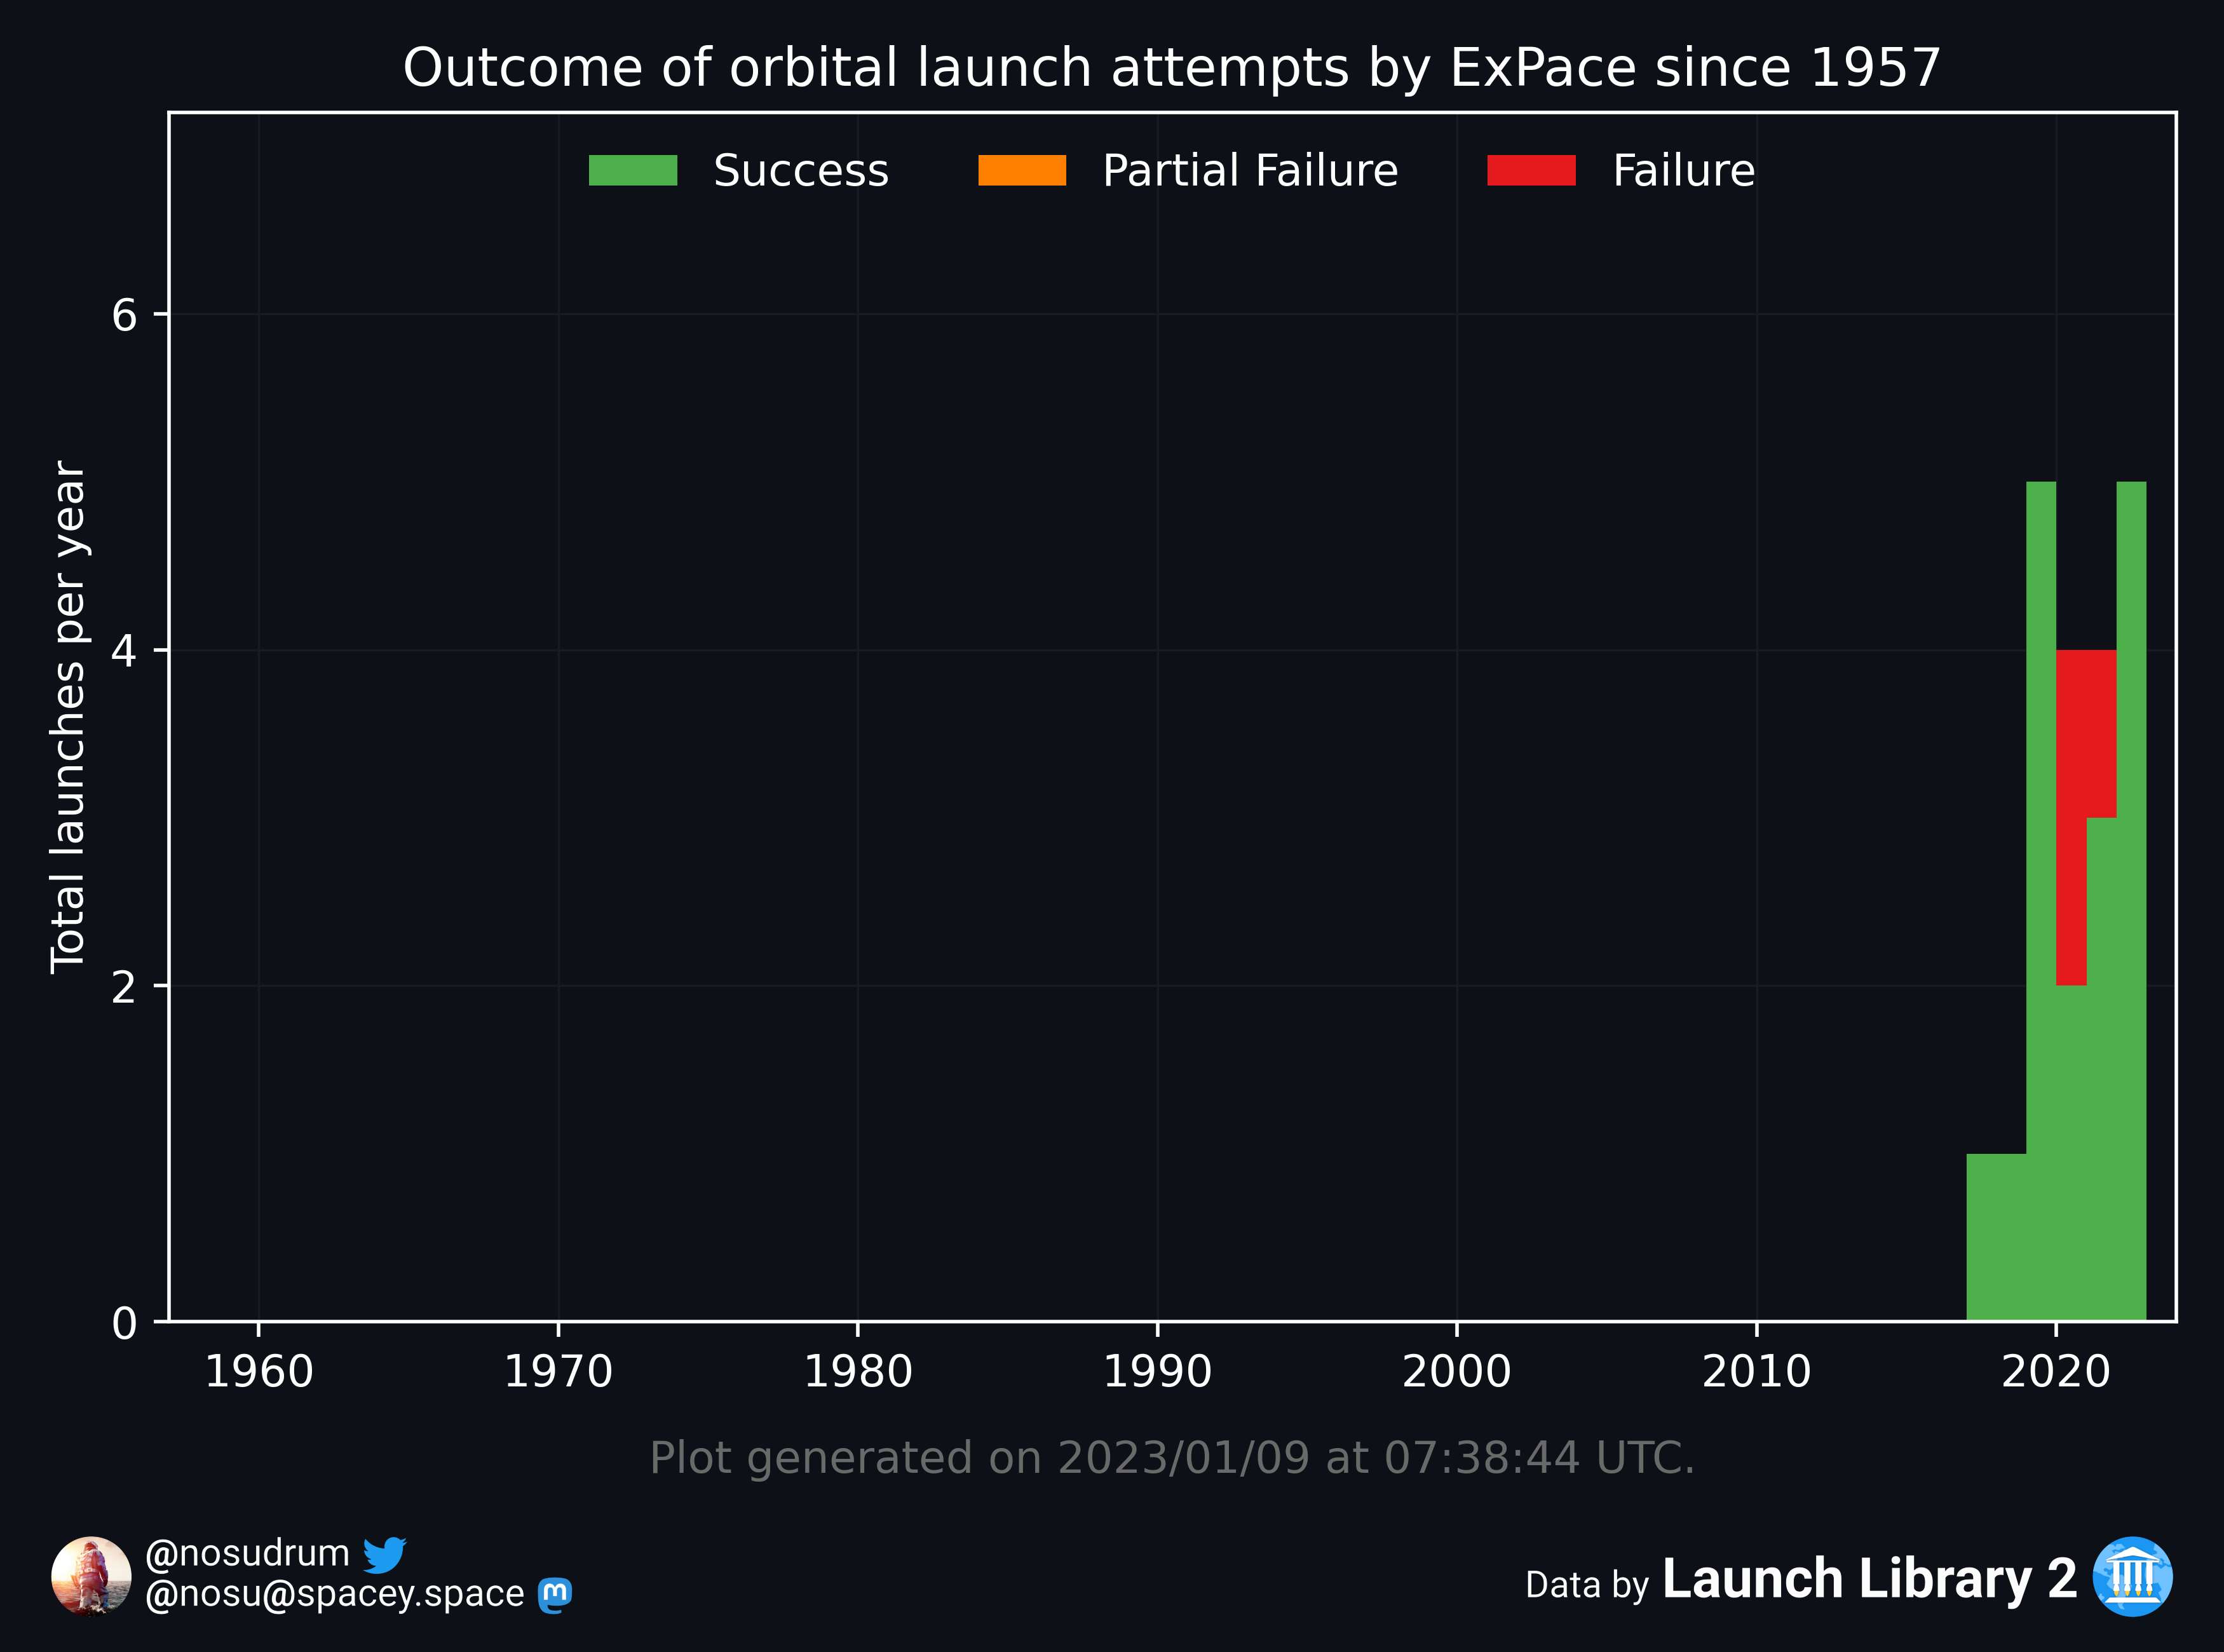 Outcome of orbital launch attempts by ExPace since 1957
Success Partial Failure Failure
Total launches per year
6
4
2
0
1960 1970 1980 1990 2000 2010 2020
Plot generated on 2023/01/09 at 07:38:44 UTC.
@nosudrum
@nosu@spacey.space
Data by Launch Library 2